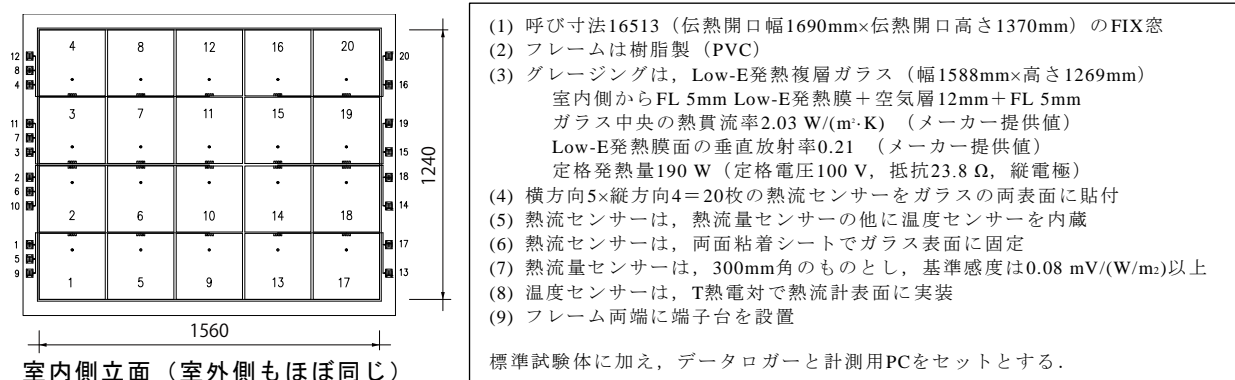 4 8 12 16 20
3 7 11 15 19
2 6 10 14 18
1 5 9 13 17
12
8
4
11
7
3
2
6
10
1
5
9
20
16
19
15
18
14
17
13
1240
1560
室内側立面（室外側もほぼ同じ）
(1) 呼び寸法16513（伝熱開口幅1690mm×伝熱開口高さ1370mm）のFIX窓
(2) フレームは樹脂製（PVC）
(3) グレージングは，Low-E発熱複層ガラス（幅1588mm×高さ1269mm）
室内側からFL 5mm Low-E発熱膜＋空気層12mm＋FL 5mm
ガラス中央の熱貫流率2.03 W/(m²·K) （メーカー提供値）
Low-E発熱膜面の垂直放射率0.21 （メーカー提供値）
定格発熱量190 W（定格電圧100 V，抵抗23.8 Ω，縦電極）
(4) 横方向5×縦方向4＝20枚の熱流センサーをガラスの両表面に貼付
(5) 熱流センサーは，熱流量センサーの他に温度センサーを内蔵
(6) 熱流センサーは，両面粘着シートでガラス表面に固定
(7) 熱流量センサーは，300mm角のものとし，基準感度は0.08 mV/(W/m₂)以上
(8) 温度センサーは，T熱電対で熱流計表面に実装
(9) フレーム両端に端子台を設置
標準試験体に加え，データロガーと計測用PCをセットとする．